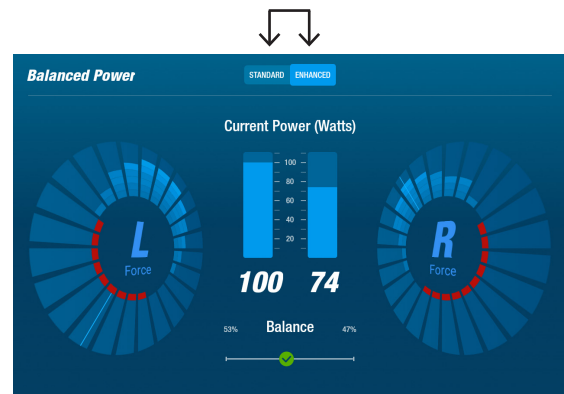 Balanced Power
STANDARD ENHANCED
Current Power (Watts)
100
80
60
40
20
L
Force
R
Force
100 74
53% Balance 47%